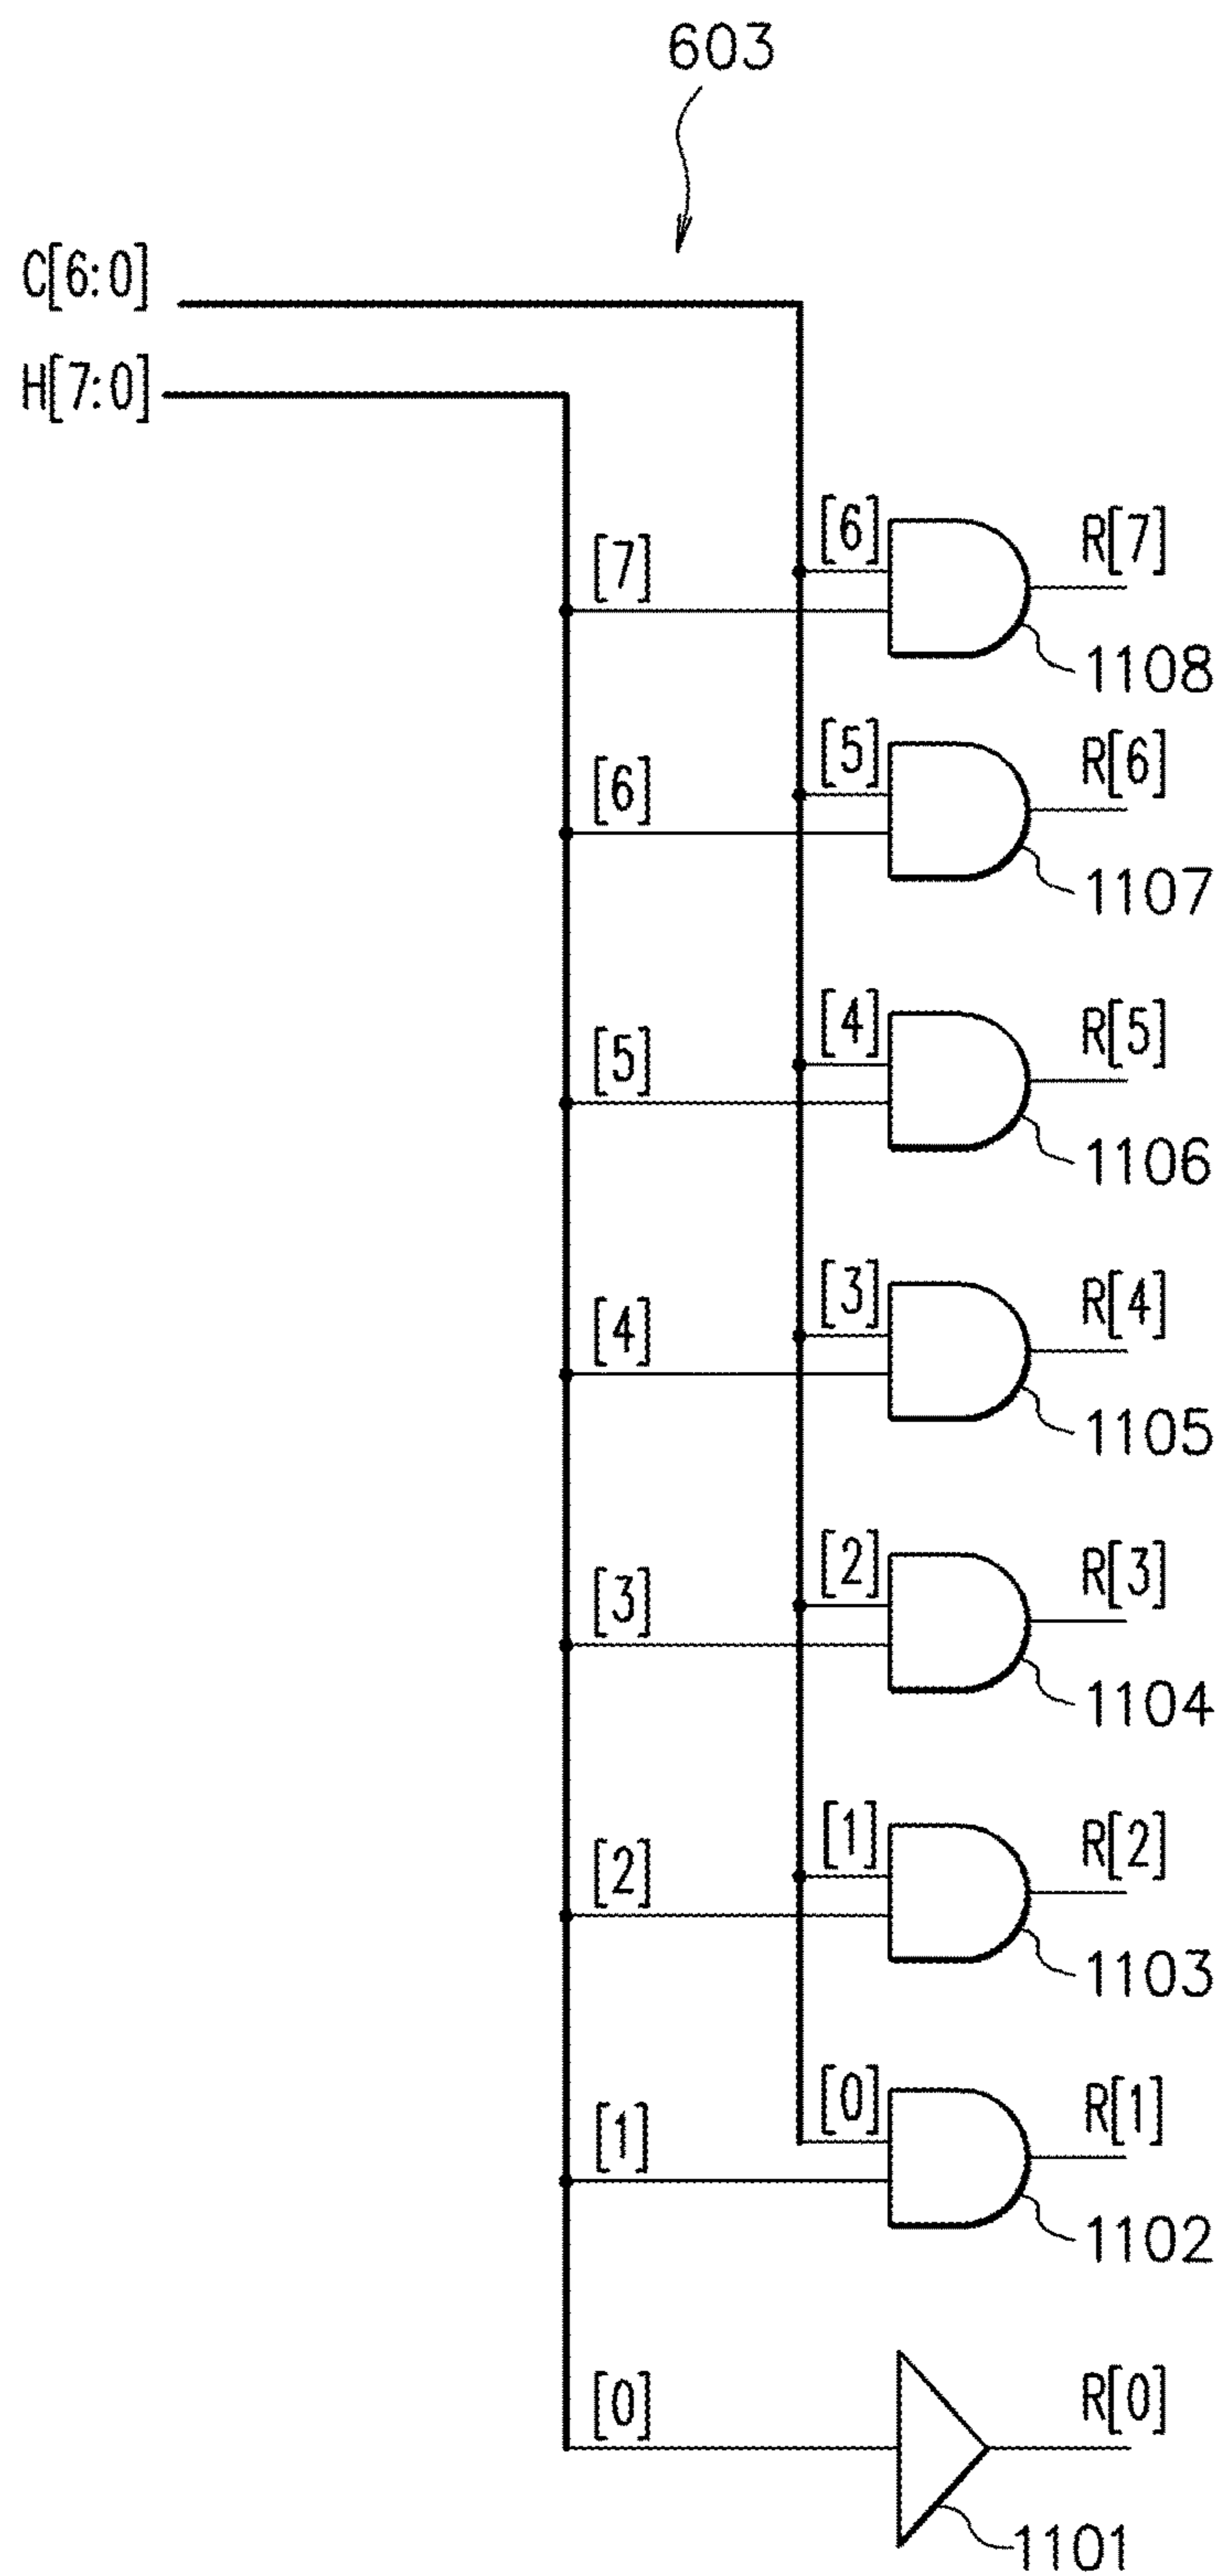 603
C[6:0]
H[7:0]
[7]
[6]
R[7]
1108
[6]
[5]
R[6]
1107
[5]
[4]
R[5]
1106
[4]
[3]
R[4]
1105
[3]
[2]
R[3]
1104
[2]
[1]
R[2]
1103
[1]
[0]
R[1]
1102
[0]
R[0]
1101